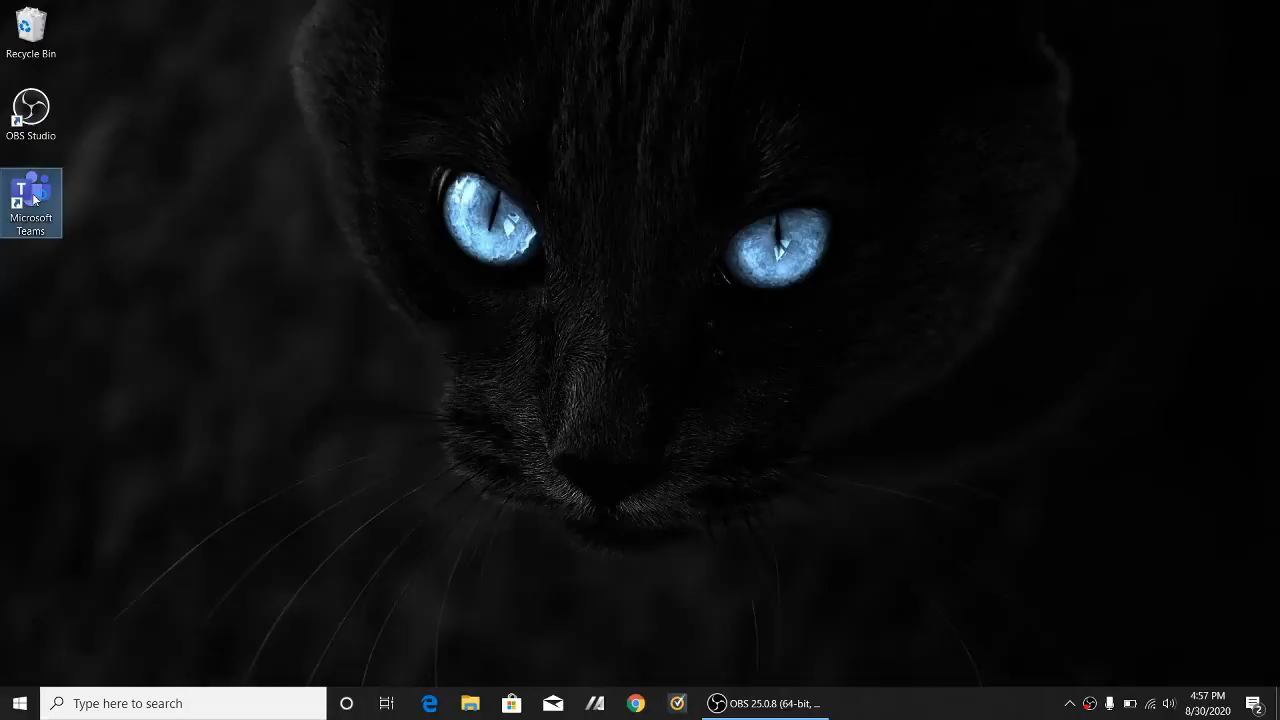 Recycle Bin
OBS Studio
T
Microsoft
Teams
Type here to search
OBS 25.0.8 (64-bit, ...
4:57 PM
8/30/2020
2